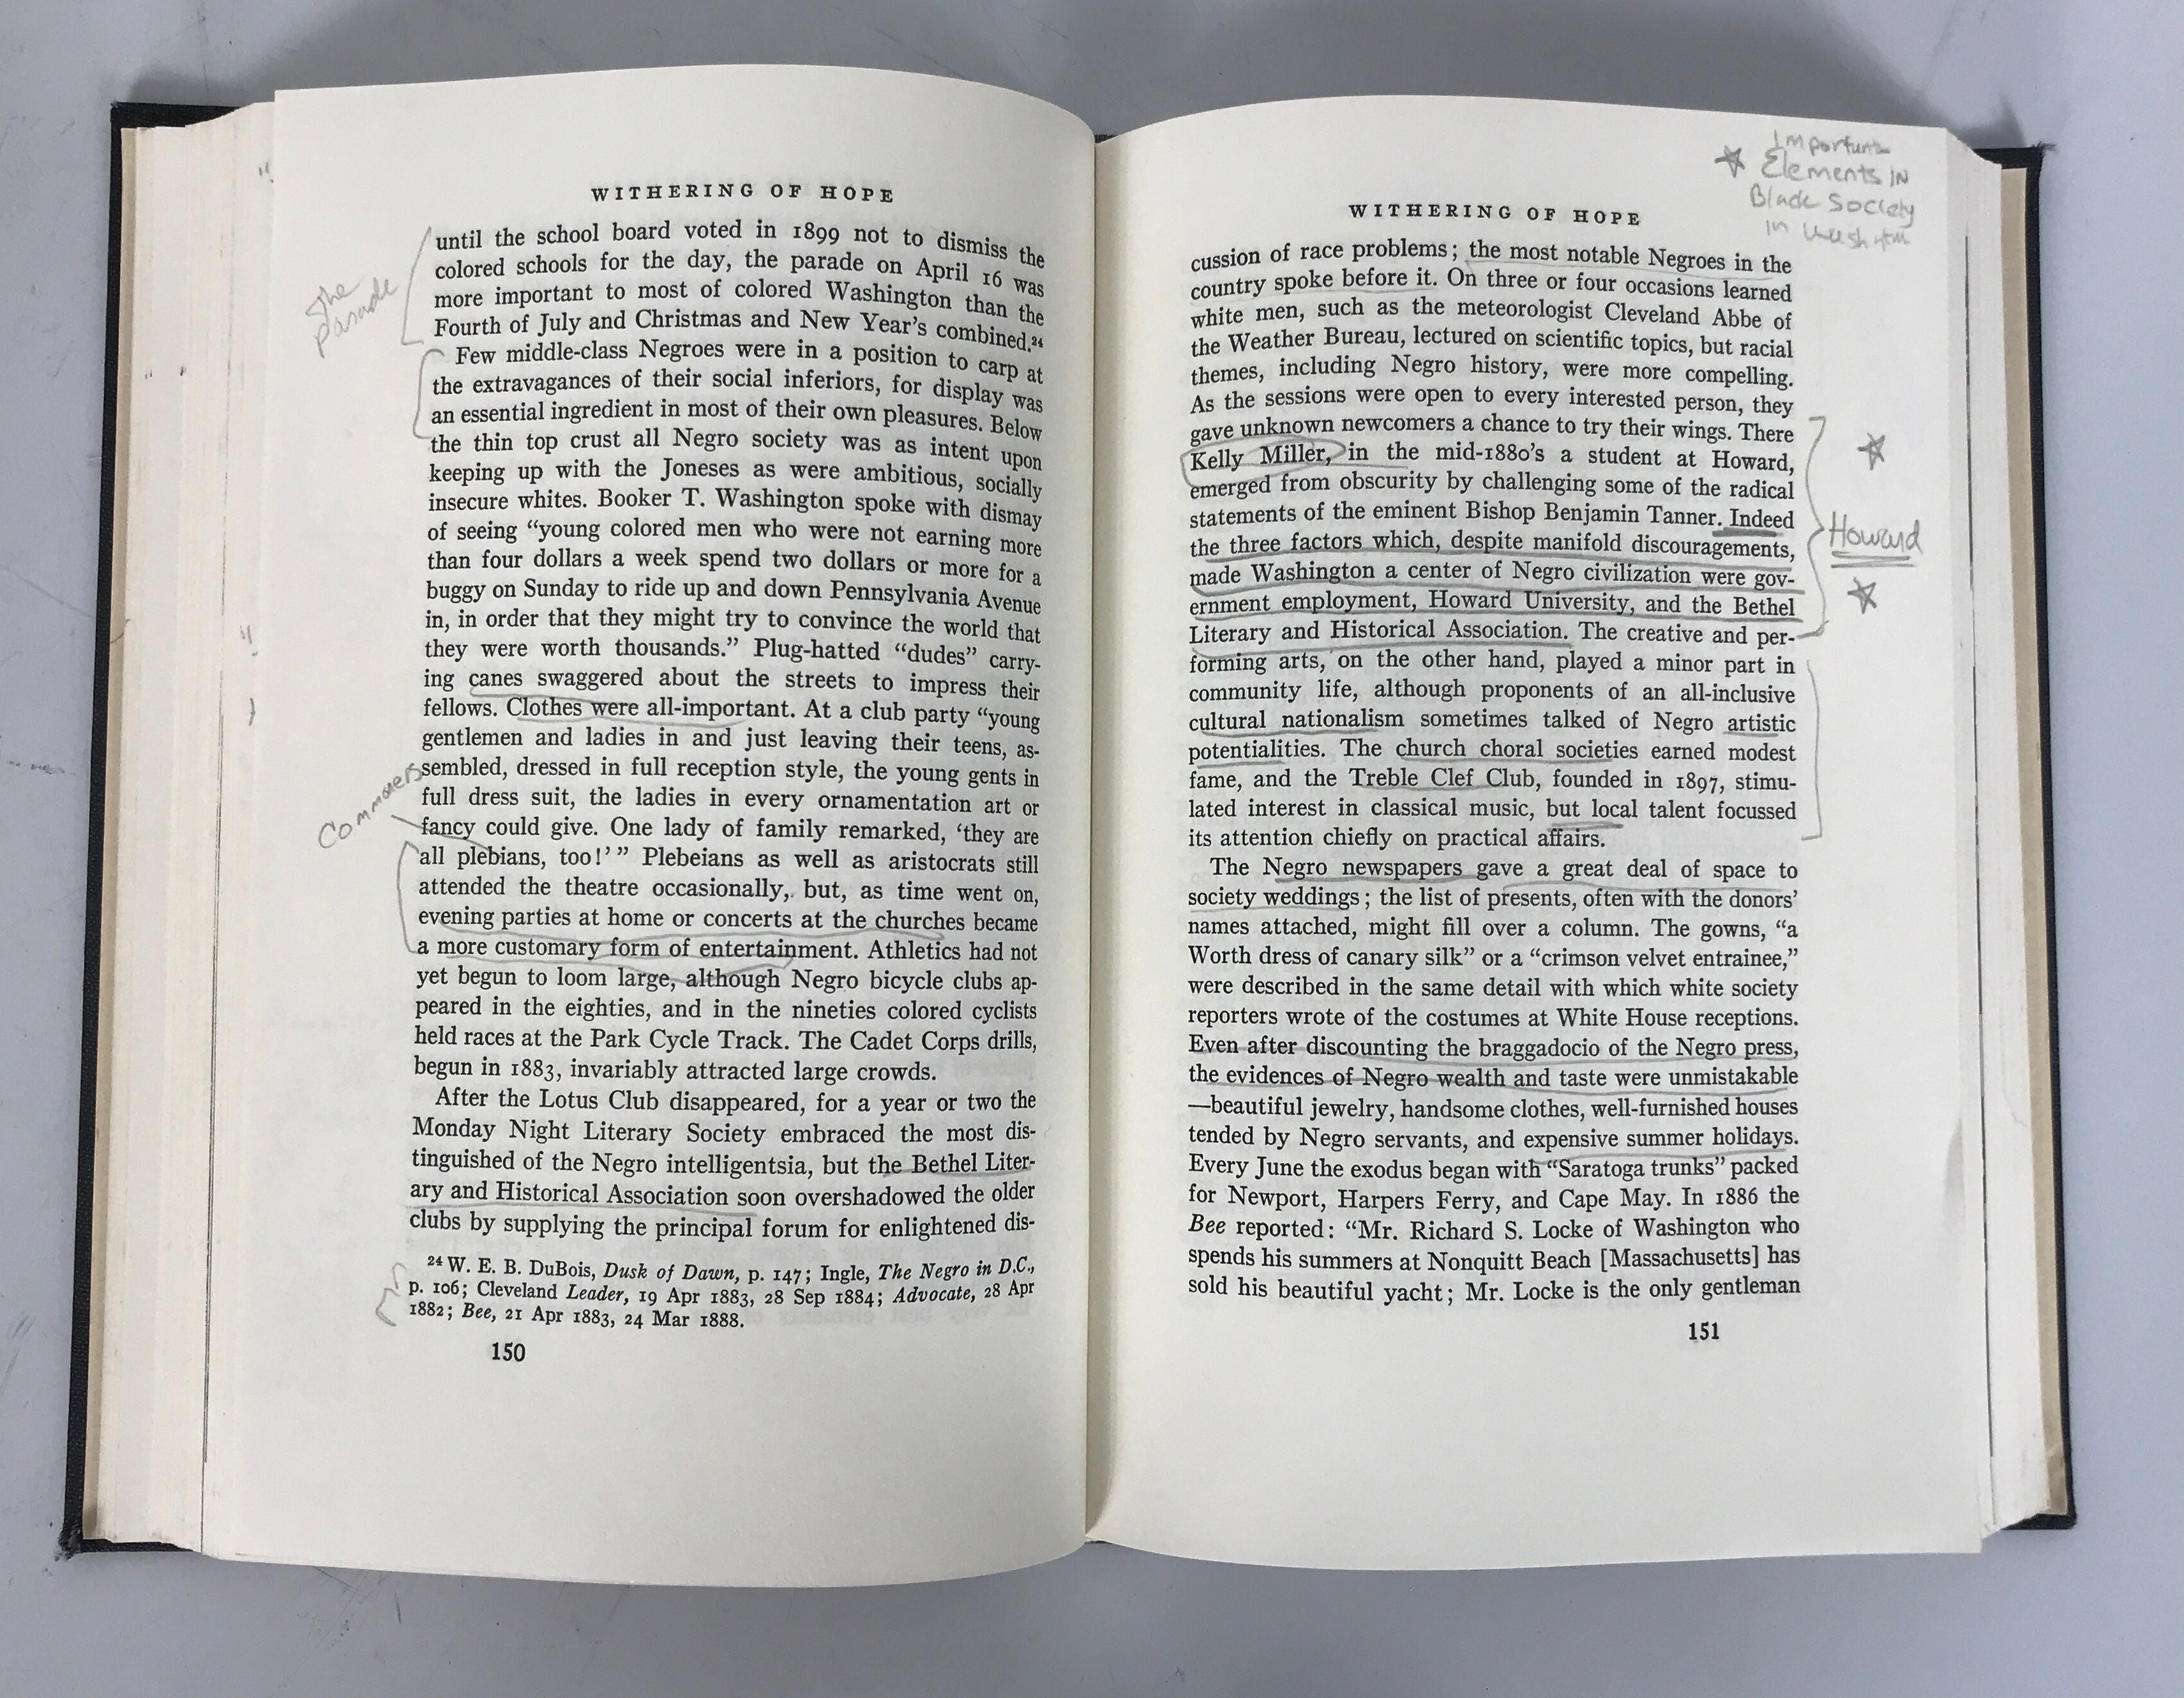 WITHERING OF HOPE
The
Parade
until the school board voted in 1899 not to dismiss the
colored schools for the day, the parade on April 16 was
more important to most of colored Washington than the
Fourth of July and Christmas and New Year's combined.24
Few middle-class Negroes were in a position to carp at
the extravagances of their social inferiors, for display was
an essential ingredient in most of their own pleasures. Below
the thin top crust all Negro society was as intent upon
keeping up with the Joneses as were ambitious, socially
insecure whites. Booker T. Washington spoke with dismay
of seeing "young colored men who were not earning more
than four dollars a week spend two dollars or more for a
buggy on Sunday to ride up and down Pennsylvania Avenue
in, in order that they might try to convince the world that
they were worth thousands." Plug-hatted "dudes" carry-
ing canes swaggered about the streets to impress their
fellows. Clothes were all-important. At a club party "young
gentlemen and ladies in and just leaving their teens, as-
sembled, dressed in full reception style, the young gents in
full dress suit, the ladies in every ornamentation art or
Commoners
fancy could give. One lady of family remarked, 'they are
all plebians, too!'" Plebeians as well as aristocrats still
attended the theatre occasionally, but, as time went on,
evening parties at home or concerts at the churches became
a more customary form of entertainment. Athletics had not
yet begun to loom large, although Negro bicycle clubs ap-
peared in the eighties, and in the nineties colored cyclists
held races at the Park Cycle Track. The Cadet Corps drills,
begun in 1883, invariably attracted large crowds.
After the Lotus Club disappeared, for a year or two the
Monday Night Literary Society embraced the most dis-
tinguished of the Negro intelligentsia, but the Bethel Liter-
ary and Historical Association soon overshadowed the older
clubs by supplying the principal forum for enlightened dis-
24 W. E. B. DuBois, Dusk of Dawn, p. 147; Ingle, The Negro in D.C.,
p. 106; Cleveland Leader, 19 Apr 1883, 28 Sep 1884; Advocate, 28 Apr
1882; Bee, 21 Apr 1883, 24 Mar 1888.
150
Important
Elements in
Black Society
in
WITHERING OF HOPE
cussion of race problems; the most notable Negroes in the
country spoke before it. On three or four occasions learned
white men, such as the meteorologist Cleveland Abbe of
the Weather Bureau, lectured on scientific topics, but racial
themes, including Negro history, were more compelling.
As the sessions were open to every interested person, they
gave unknown newcomers a chance to try their wings. There
Kelly Miller, in the mid-1880's a student at Howard,
emerged from obscurity by challenging some of the radical
statements of the eminent Bishop Benjamin Tanner. Indeed
Howard
the three factors which, despite manifold discouragements,
made Washington a center of Negro civilization were gov-
ernment employment, Howard University, and the Bethel
Literary and Historical Association. The creative and per-
forming arts, on the other hand, played a minor part in
community life, although proponents of an all-inclusive
cultural nationalism sometimes talked of Negro artistic
potentialities. The church choral societies earned modest
fame, and the Treble Clef Club, founded in 1897, stimu-
lated interest in classical music, but local talent focussed
its attention chiefly on practical affairs.
The Negro newspapers gave a great deal of space to
society weddings; the list of presents, often with the donors'
names attached, might fill over a column. The gowns, "a
Worth dress of canary silk" or a "crimson velvet entrainee,"
were described in the same detail with which white society
reporters wrote of the costumes at White House receptions.
Even after discounting the braggadocio of the Negro press,
the evidences of Negro wealth and taste were unmistakable
—beautiful jewelry, handsome clothes, well-furnished houses
tended by Negro servants, and expensive summer holidays.
Every June the exodus began with "Saratoga trunks" packed
for Newport, Harpers Ferry, and Cape May. In 1886 the
Bee reported: "Mr. Richard S. Locke of Washington who
spends his summers at Nonquitt Beach [Massachusetts] has
sold his beautiful yacht; Mr. Locke is the only gentleman
151